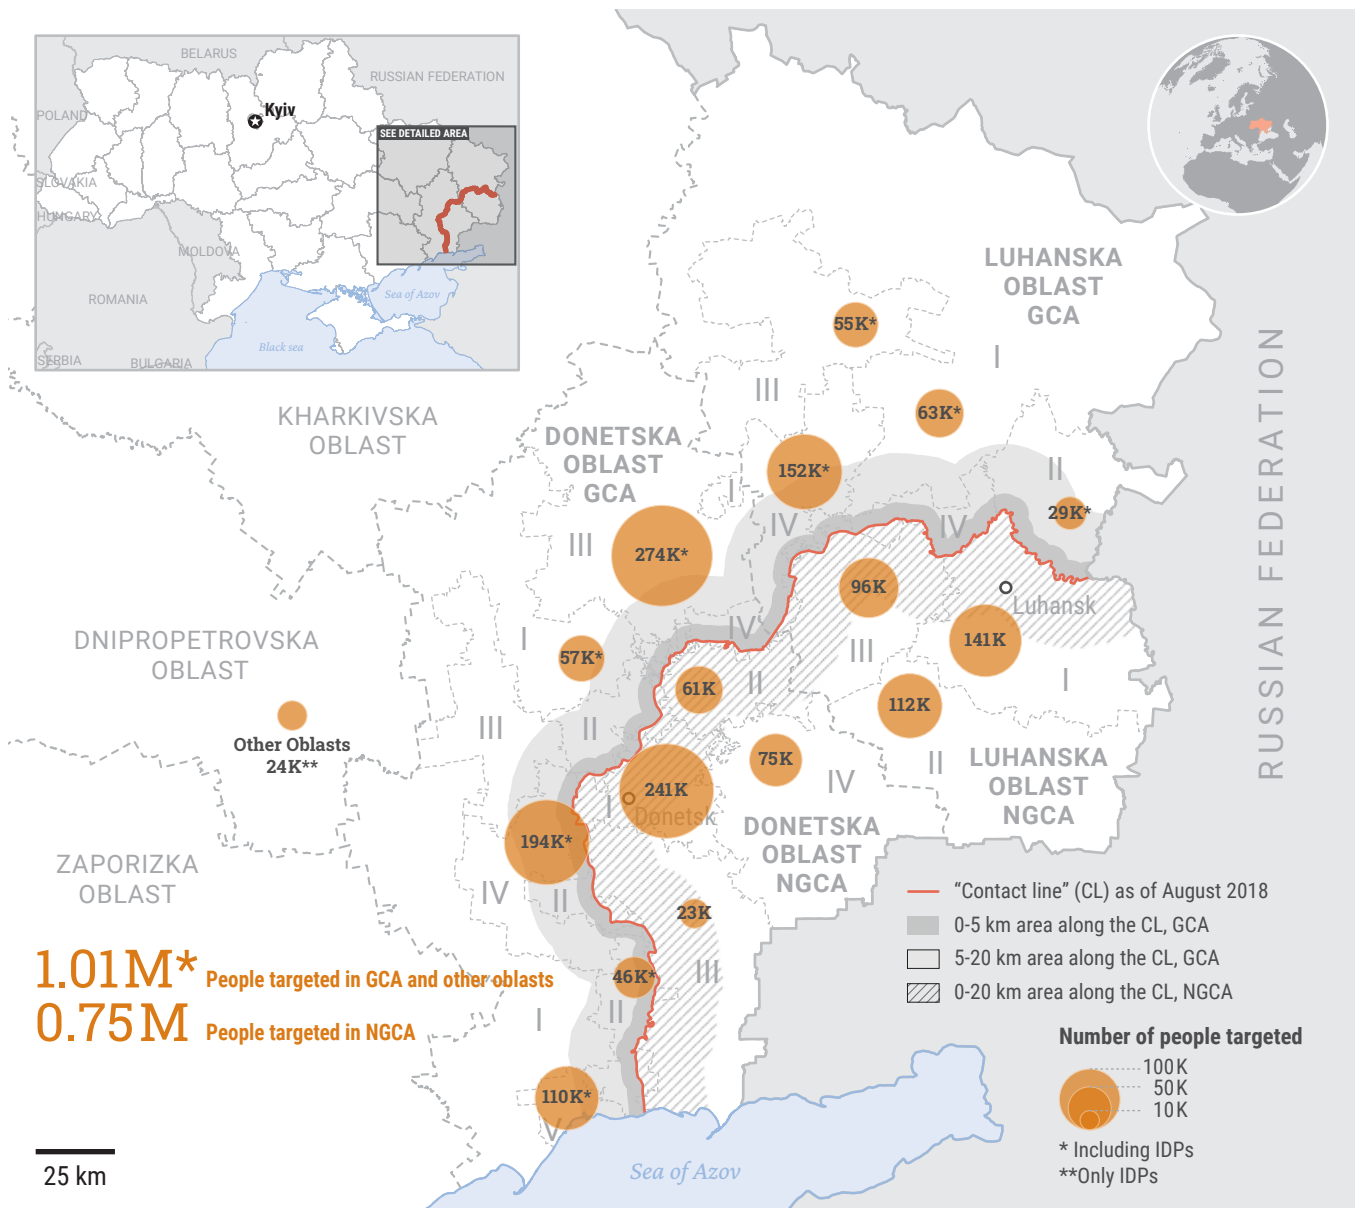 BELARUS
RUSSIAN FEDERATION
POLAND
Kyiv
SEE DETAILED AREA
SLOVAKIA
HUNGARY
MOLDOVA
ROMANIA
Sea of Azov
Black sea
SERBIA
BULGARIA
LUHANSKA
OBLAST
GCA
55K*
I
III
63K*
KHARKIVSKA
OBLAST
DONETSKA
OBLAST
GCA
RUSSIAN FEDERATION
152K*
II
I
29K*
IV
IV
III
274K*
96K
Luhansk
DNIPROPETROVSKA
OBLAST
I
57K*
IV
141K
III
61K
II
I
112K
Other Oblasts
24K**
III
II
75K
II
LUHANSKA
OBLAST
NGCA
241K
IV
I
Donetsk
DONETSKA
OBLAST
NGCA
194K*
ZAPORIZKA
OBLAST
IV
II
23K
"Contact line" (CL) as of August 2018
0-5 km area along the CL, GCA
5-20 km area along the CL, GCA
0-20 km area along the CL, NGCA
1.01M* People targeted in GCA and other oblasts
0.75M People targeted in NGCA
46K*
III
I
II
110K*
V
Number of people targeted
100K
50K
10K
* Including IDPs
**Only IDPs
25 km
Sea of Azov